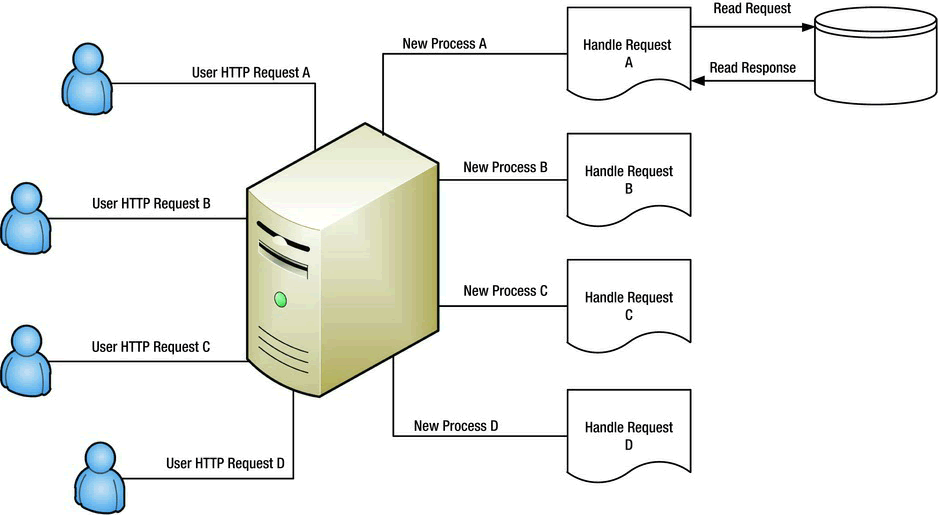 User HTTP Request A
User HTTP Request B
User HTTP Request C
User HTTP Request D
New Process A
New Process B
New Process C
New Process D
Handle Request
A
Handle Request
B
Handle Request
C
Handle Request
D
Read Request
Read Response